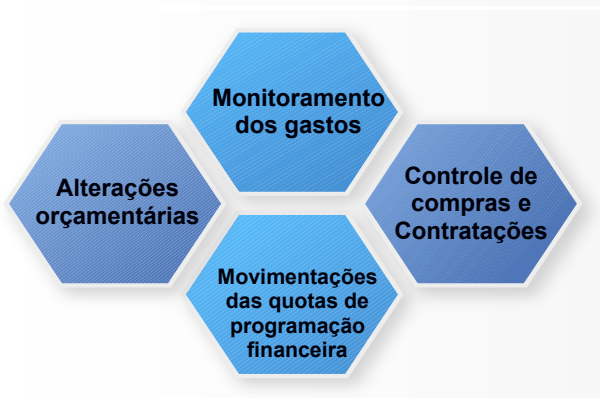 Monitoramento
dos gastos
Alterações
orçamentárias
Controle de
compras e
Contratações
Movimentações
das quotas de
programação
financeira